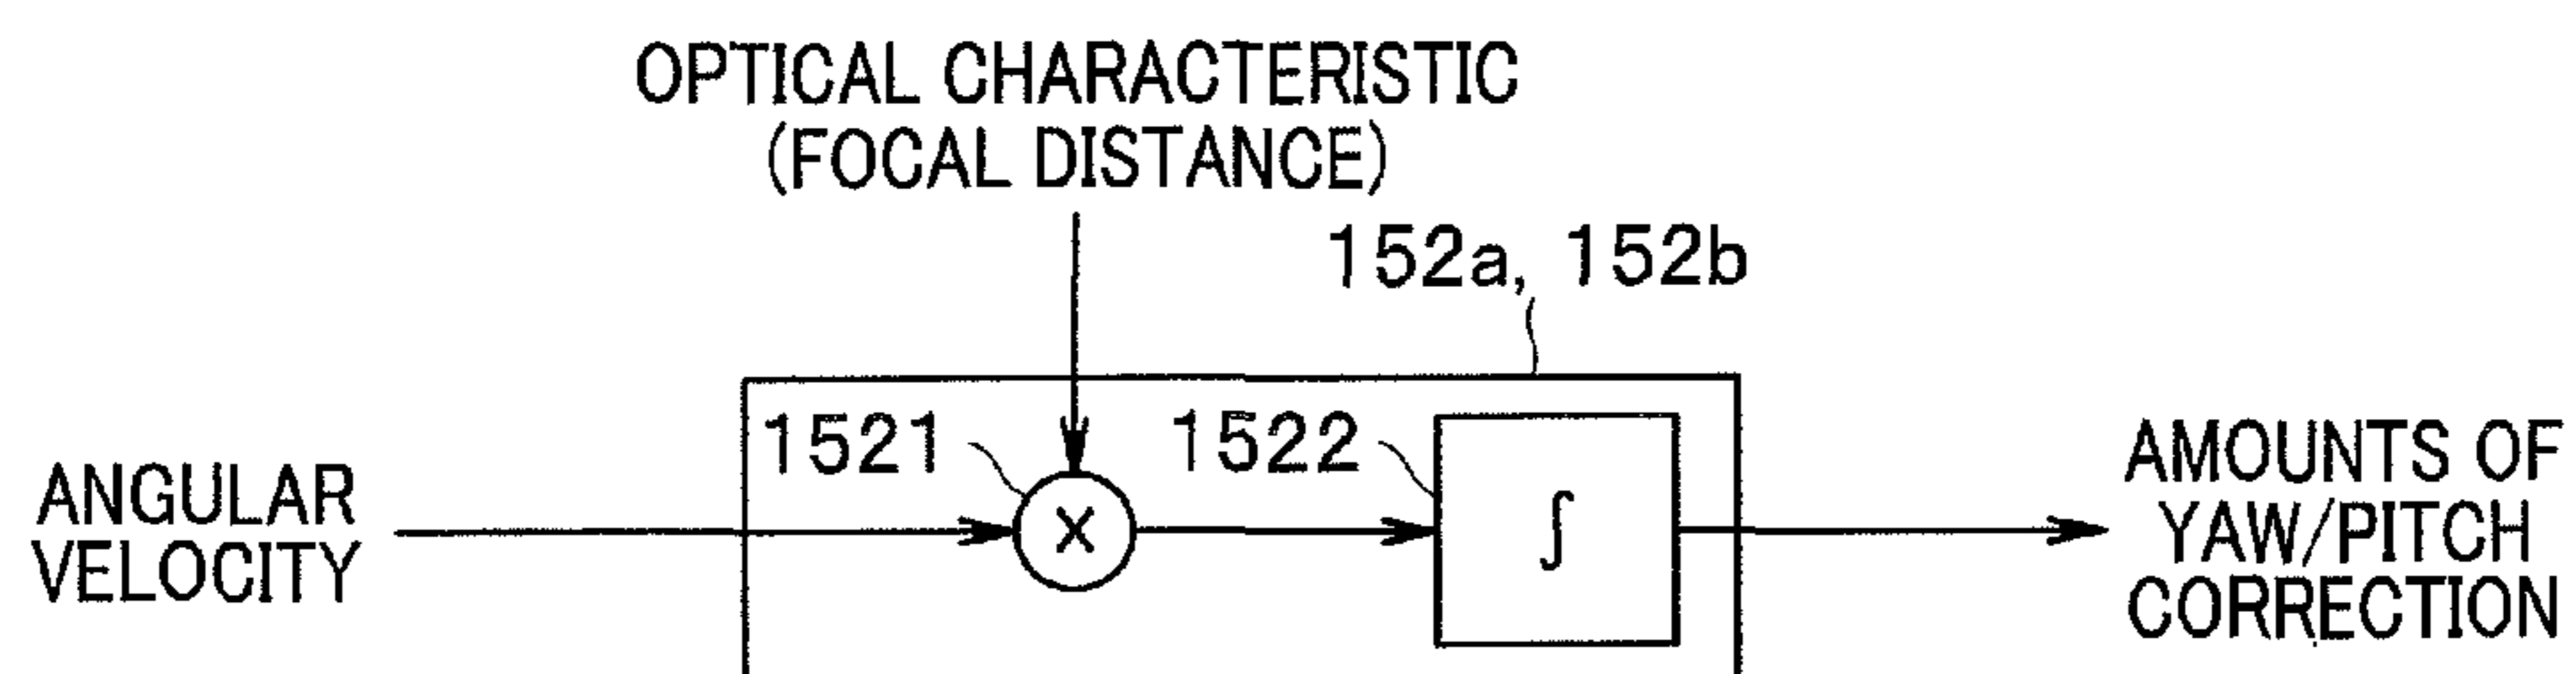 OPTICAL CHARACTERISTIC
(FOCAL DISTANCE)
152a, 152b
1521
1522
ANGULAR
VELOCITY
X
∫
AMOUNTS OF
YAW/PITCH
CORRECTION